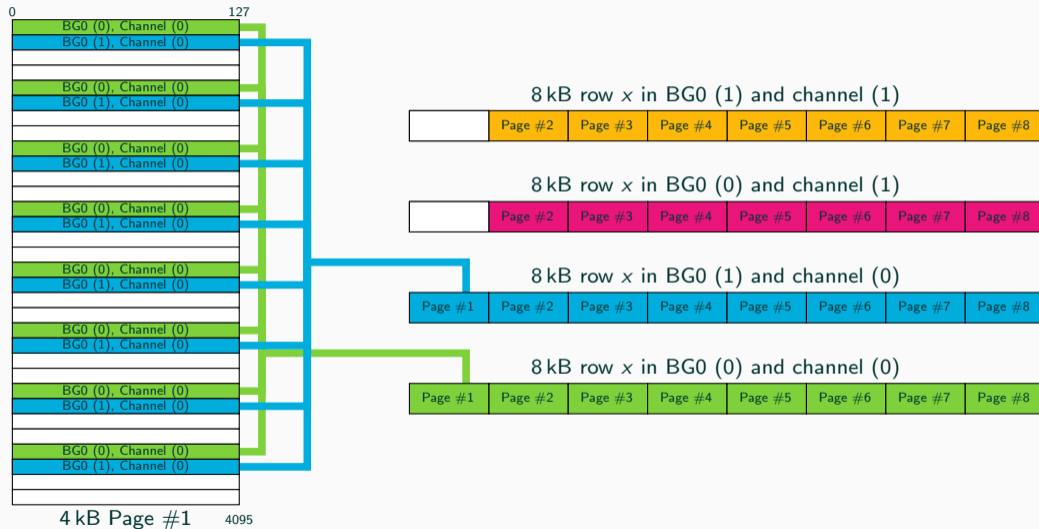 0 127
BG0 (0), Channel (0)
BG0 (1), Channel (0)
BG0 (0), Channel (0)
BG0 (1), Channel (0)
BG0 (0), Channel (0)
BG0 (1), Channel (0)
BG0 (0), Channel (0)
BG0 (1), Channel (0)
BG0 (0), Channel (0)
BG0 (1), Channel (0)
BG0 (0), Channel (0)
BG0 (1), Channel (0)
BG0 (0), Channel (0)
BG0 (1), Channel (0)
BG0 (0), Channel (0)
BG0 (1), Channel (0)
4 kB Page #1 4095
8 kB row x in BG0 (1) and channel (1)
Page #2 Page #3 Page #4 Page #5 Page #6 Page #7 Page #8
8 kB row x in BG0 (0) and channel (1)
Page #2 Page #3 Page #4 Page #5 Page #6 Page #7 Page #8
8 kB row x in BG0 (1) and channel (0)
Page #1 Page #2 Page #3 Page #4 Page #5 Page #6 Page #7 Page #8
8 kB row x in BG0 (0) and channel (0)
Page #1 Page #2 Page #3 Page #4 Page #5 Page #6 Page #7 Page #8